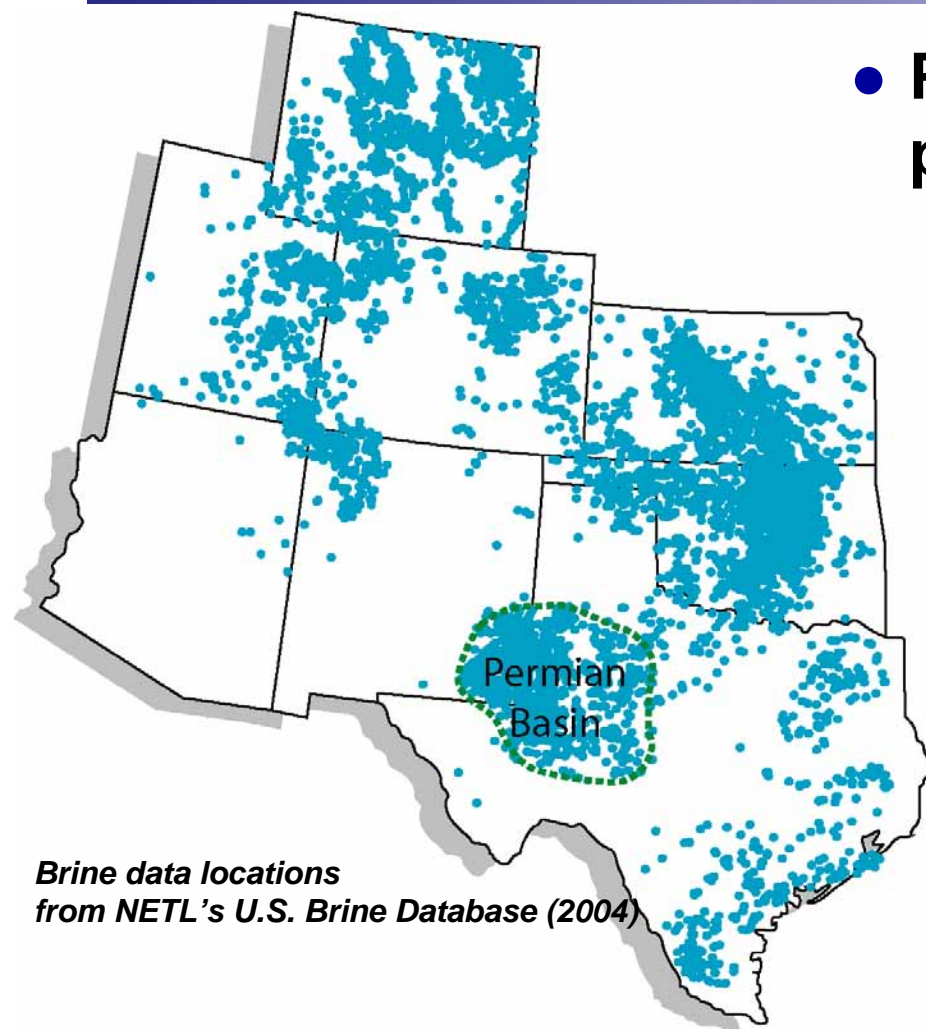 Permian
Basin
Brine data locations
from NETL's U.S. Brine Database (2004)